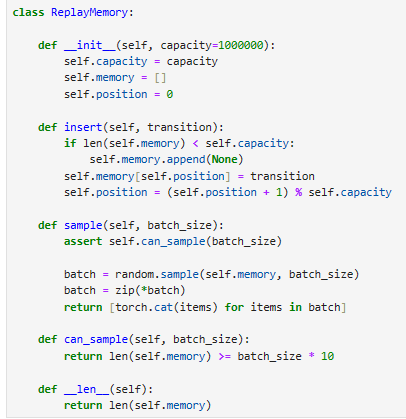 class ReplayMemory:
    def __init__(self, capacity=1000000):
        self.capacity = capacity
        self.memory = []
        self.position = 0
    def insert(self, transition):
        if len(self.memory) < self.capacity:
            self.memory.append(None)
        self.memory[self.position] = transition
        self.position = (self.position + 1) % self.capacity
    def sample(self, batch_size):
        assert self.can_sample(batch_size)
        batch = random.sample(self.memory, batch_size)
        batch = zip(*batch)
        return [torch.cat(items) for items in batch]
    def can_sample(self, batch_size):
        return len(self.memory) >= batch_size * 10
    def __len__(self):
        return len(self.memory)